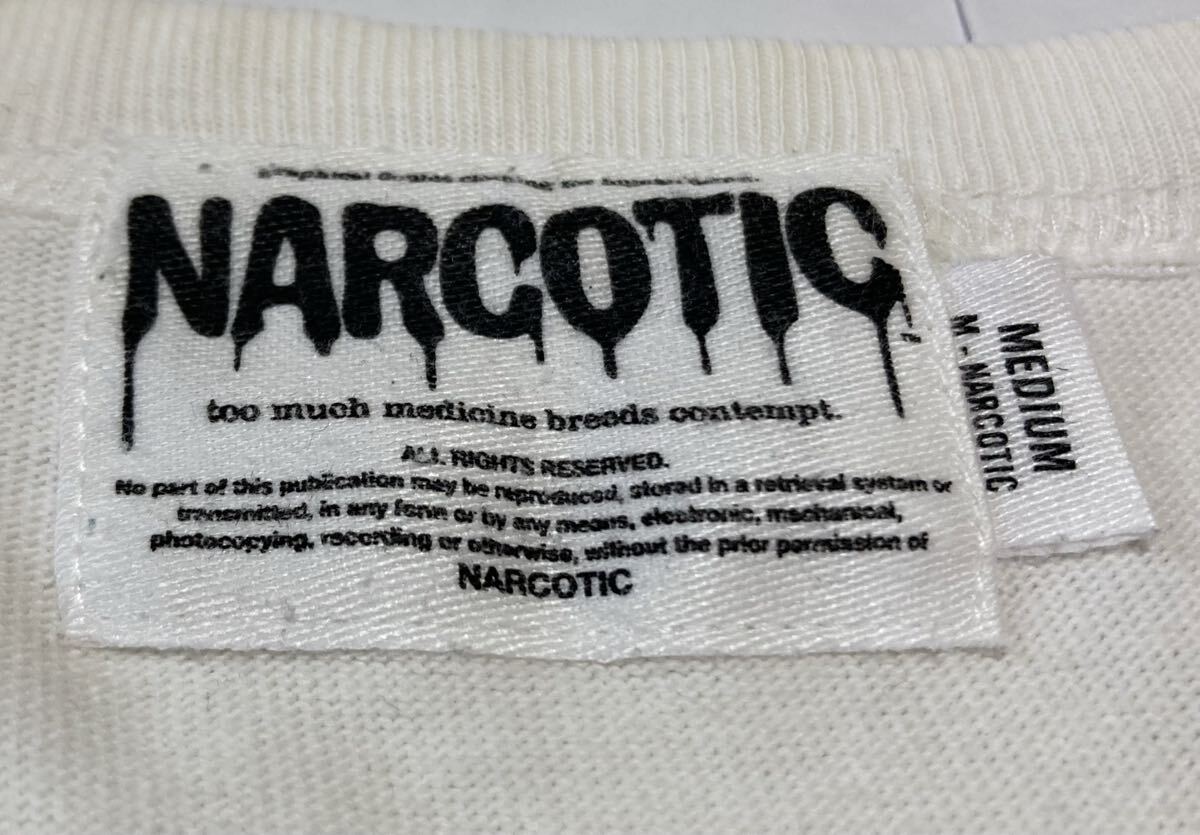 NARCOTIC
too much medicine breeds contempt.
ALL RIGHTS RESERVED.
No part of this publication may be reproduced, stored in a retrieval system or
transmitted, in any form or by any means, electronic, mechanical,
photocopying, recording or otherwise, without the prior permission of
NARCOTIC
MEDIUM
M - NARCOTIC